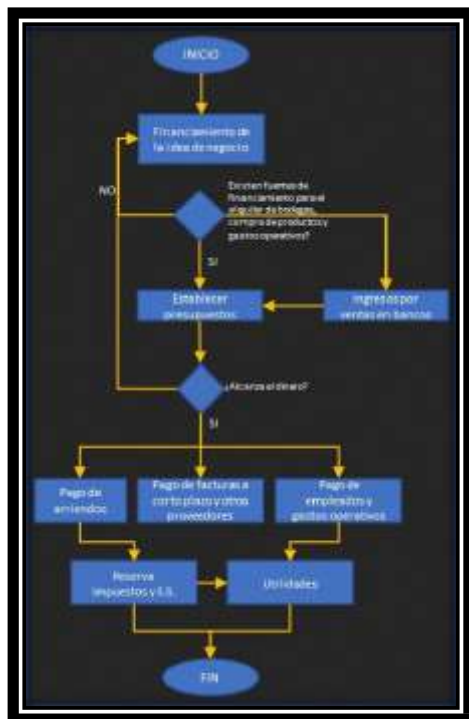 INICIO
Financiamiento de
la idea de negocio
NO
Existen fuentes de
financiamiento para el
alquiler de bodegas,
compra de productos y
gastos operativos?
SI
Establecer
presupuestos
Ingresos por
ventas en bancos
¿Alcanza el dinero?
SI
Pago de
arriendos
Pago de facturas a
corto plazo y otros
proveedores
Pago de
empleados y
gastos operativos
Reserva
impuestos y
Utilidades
FIN